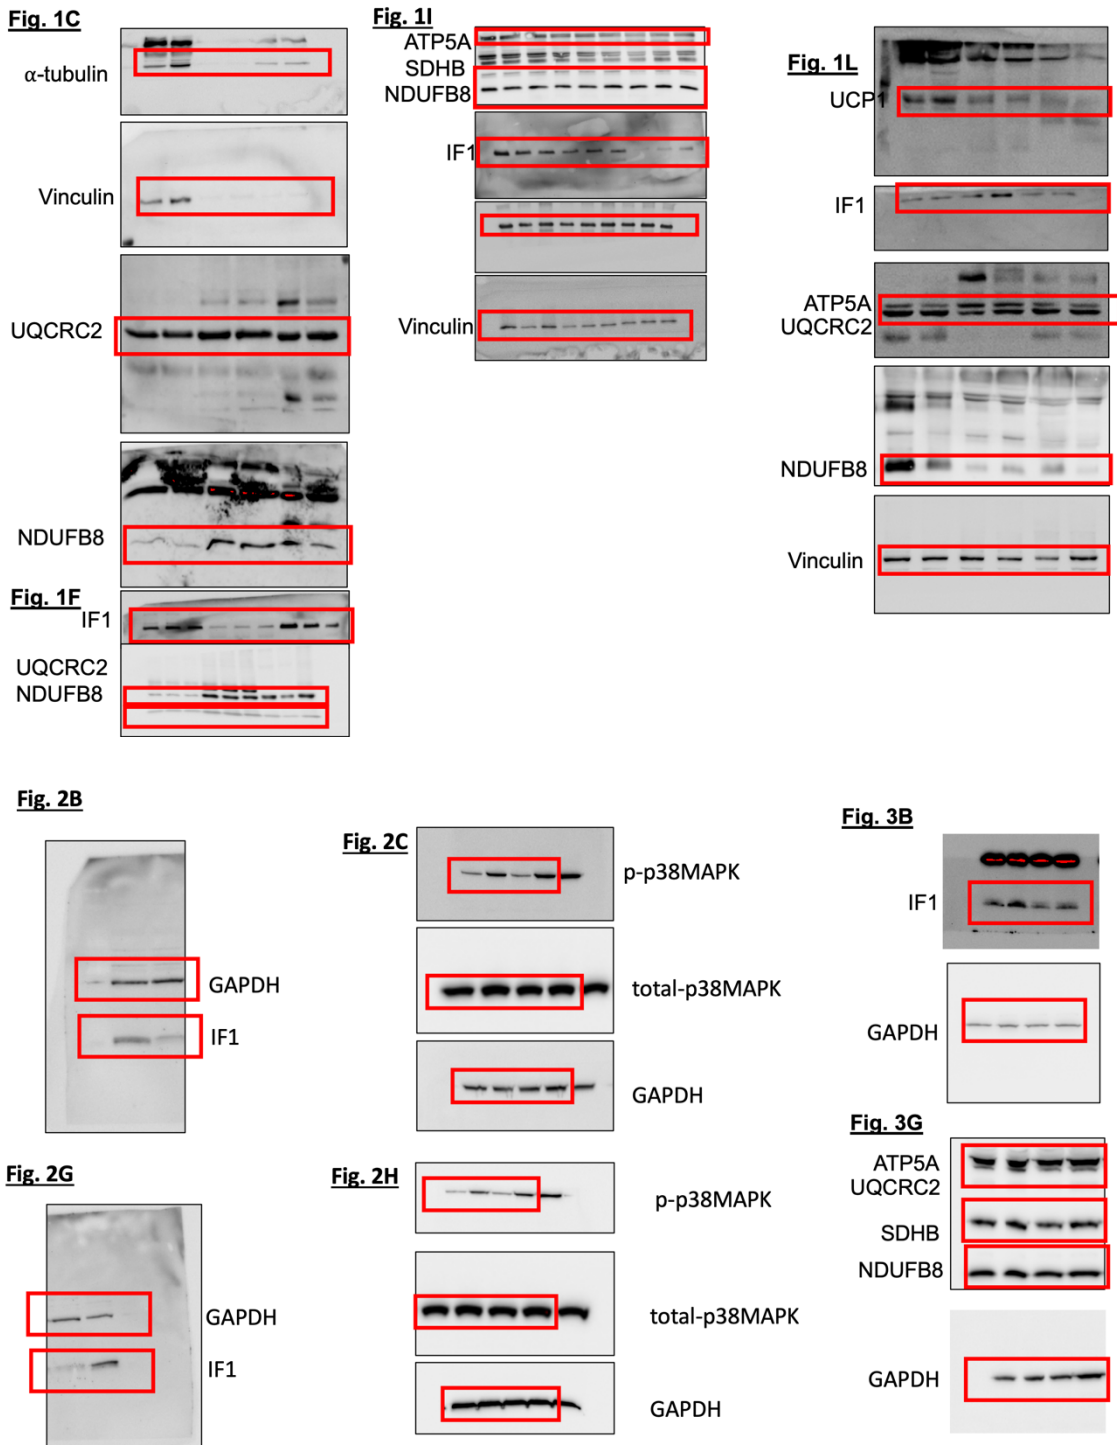 Fig. 1C
α-tubulin
Vinculin
UQCRC2
NDUFB8
Fig. 1F
IF1
UQCRC2
NDUFB8
Fig. 1I
ATP5A
SDHB
NDUFB8
IF1
Vinculin
Fig. 1L
UCP1
IF1
ATP5A
UQCRC2
NDUFB8
Vinculin
Fig. 2B
GAPDH
IF1
Fig. 2C
p-p38MAPK
total-p38MAPK
GAPDH
Fig. 3B
IF1
GAPDH
Fig. 2G
GAPDH
IF1
Fig. 2H
p-p38MAPK
total-p38MAPK
GAPDH
Fig. 3G
ATP5A
UQCRC2
SDHB
NDUFB8
GAPDH